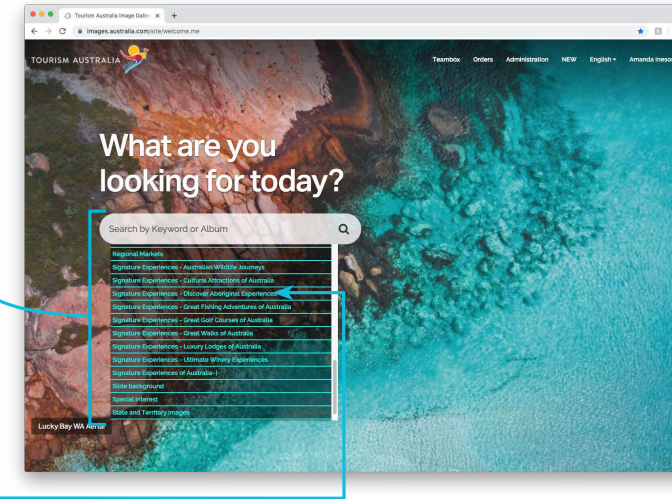 Tourism Australia Image Galler
images.australia.com/site/welcome.me
TOURISM AUSTRALIA
Teambox Orders Administration NEW English Amanda Ineson
What are you
looking for today?
Search by Keyword or Album
Regional Markets
Signature Experiences - Australian Wildlife Journeys
Signature Experiences - Cultural Attractions of Australia
Signature Experiences - Discover Aboriginal Experiences
Signature Experiences - Great Fishing Adventures of Australia
Signature Experiences - Great Golf Courses of Australia
Signature Experiences - Great Walks of Australia
Signature Experiences - Luxury Lodges of Australia
Signature Experiences - Ultimate Winery Experiences
Signature Experiences of Australia-|-
Slide background
Special Interest
State and Territory Images
Lucky Bay WA Aerial